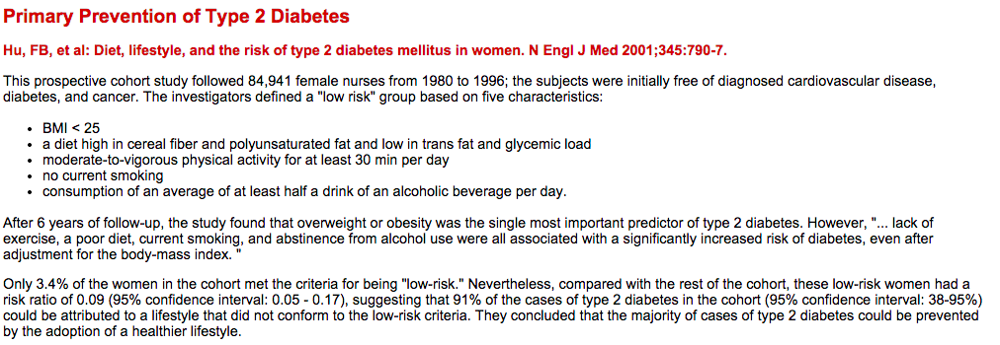 Primary Prevention of Type 2 Diabetes
Hu, FB, et al: Diet, lifestyle, and the risk of type 2 diabetes mellitus in women. N Engl J Med 2001;345:790-7.
This prospective cohort study followed 84,941 female nurses from 1980 to 1996; the subjects were initially free of diagnosed cardiovascular disease,
diabetes, and cancer. The investigators defined a "low risk" group based on five characteristics:
• BMI < 25
• a diet high in cereal fiber and polyunsaturated fat and low in trans fat and glycemic load
• moderate-to-vigorous physical activity for at least 30 min per day
• no current smoking
• consumption of an average of at least half a drink of an alcoholic beverage per day.
After 6 years of follow-up, the study found that overweight or obesity was the single most important predictor of type 2 diabetes. However, "... lack of
exercise, a poor diet, current smoking, and abstinence from alcohol use were all associated with a significantly increased risk of diabetes, even after
adjustment for the body-mass index. "
Only 3.4% of the women in the cohort met the criteria for being "low-risk." Nevertheless, compared with the rest of the cohort, these low-risk women had a
risk ratio of 0.09 (95% confidence interval: 0.05 - 0.17), suggesting that 91% of the cases of type 2 diabetes in the cohort (95% confidence interval: 38-95%)
could be attributed to a lifestyle that did not conform to the low-risk criteria. They concluded that the majority of cases of type 2 diabetes could be prevented
by the adoption of a healthier lifestyle.